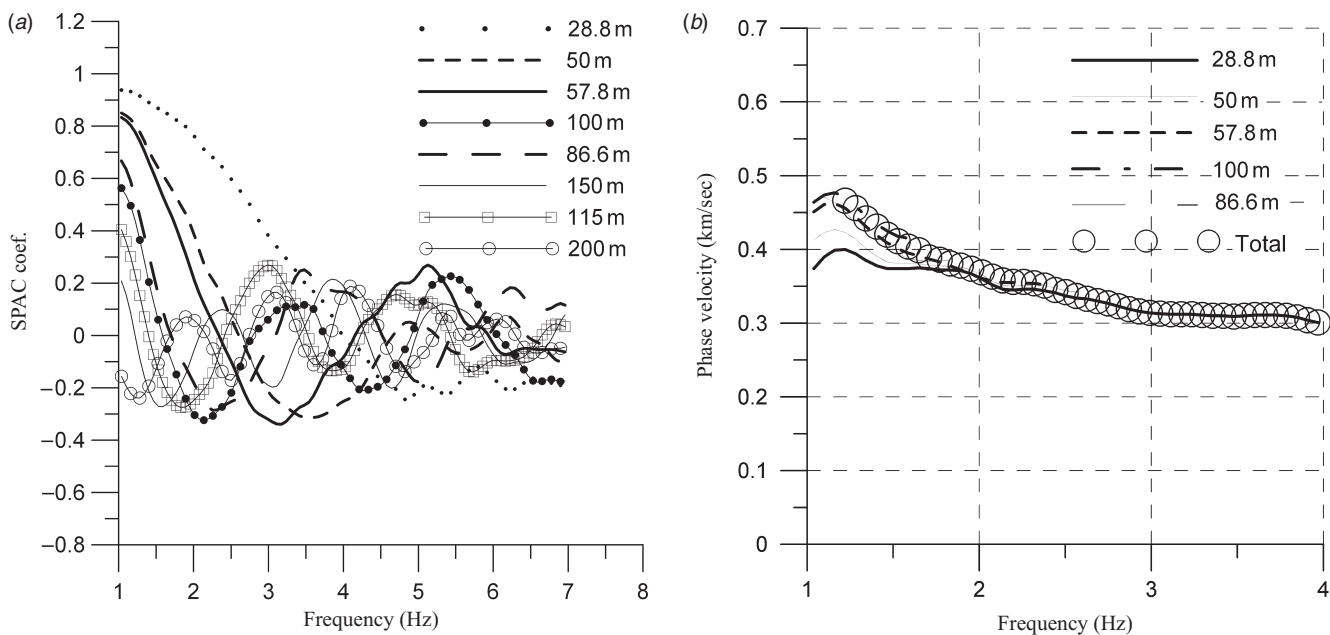 (a)
1.2
1
0.8
0.6
0.4
0.2
0
−0.2
−0.4
−0.6
−0.8
SPAC coef.
28.8 m
50 m
57.8 m
100 m
86.6 m
150 m
115 m
200 m
1 2 3 4 5 6 7 8
Frequency (Hz)
(b)
0.7
0.6
0.5
0.4
0.3
0.2
0.1
0
Phase velocity (km/sec)
28.8 m
50 m
57.8 m
100 m
86.6 m
Total
1 2 3 4
Frequency (Hz)